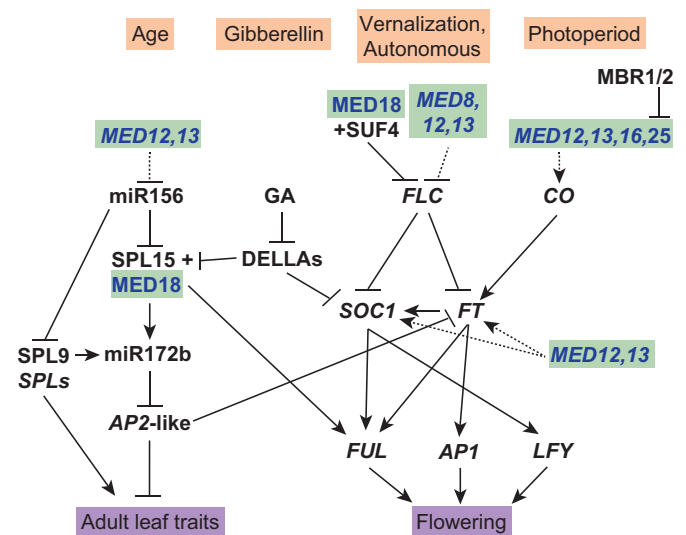 Age
Gibberellin
Vernalization,
Autonomous
Photoperiod
MBR1/2
MED12,13
MED18
+SUF4
MED8,
12,13
MED12,13,16,25
miR156
GA
FLC
CO
SPL15 +
MED18
DELLAs
SOC1
FT
SPL9
SPLs
miR172b
MED12,13
AP2-like
FUL
AP1
LFY
Adult leaf traits
Flowering